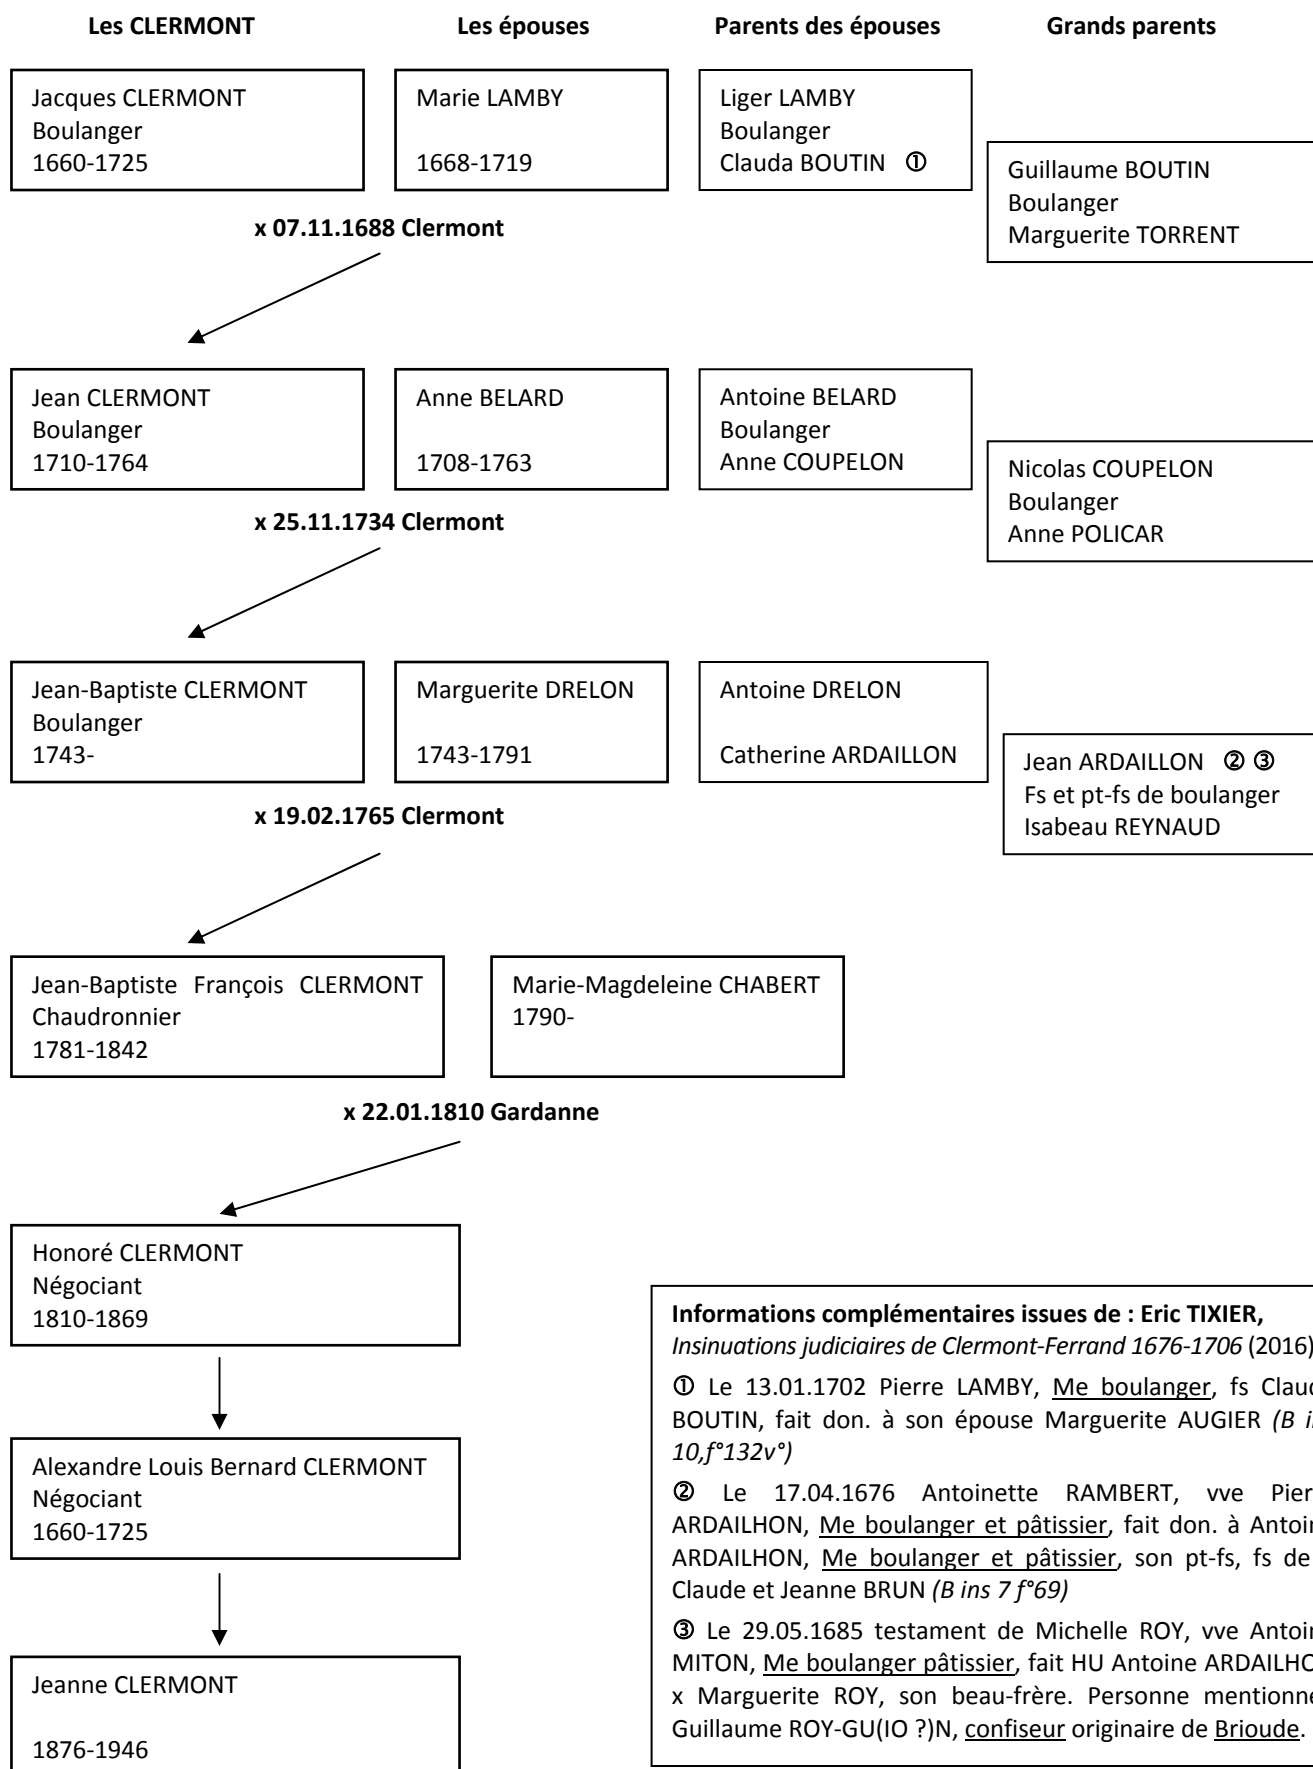 Les CLERMONT
Les épouses
Parents des épouses
Grands parents
Jacques CLERMONT
Boulanger
1660-1725
Marie LAMBY
1668-1719
Liger LAMBY
Boulanger
Clauda BOUTIN ①
Guillaume BOUTIN
Boulanger
Marguerite TORRENT
x 07.11.1688 Clermont
Jean CLERMONT
Boulanger
1710-1764
Anne BELARD
1708-1763
Antoine BELARD
Boulanger
Anne COUPELON
Nicolas COUPELON
Boulanger
Anne POLICAR
x 25.11.1734 Clermont
Jean-Baptiste CLERMONT
Boulanger
1743-
Marguerite DRELON
1743-1791
Antoine DRELON
Catherine ARDAILLON
Jean ARDAILLON ② ③
Fs et pt-fs de boulanger
Isabeau REYNAUD
x 19.02.1765 Clermont
Jean-Baptiste François CLERMONT
Chaudronnier
1781-1842
Marie-Magdeleine CHABERT
1790-
x 22.01.1810 Gardanne
Honoré CLERMONT
Négociant
1810-1869
Alexandre Louis Bernard CLERMONT
Négociant
1660-1725
Jeanne CLERMONT
1876-1946
Informations complémentaires issues de : Eric TIXIER,
Insinuations judiciaires de Clermont-Ferrand 1676-1706 (2016)
① Le 13.01.1702 Pierre LAMBY, Me boulanger, fs
BOUTIN, fait don. à son épouse Marguerite AUGIER (B
10,f°132v°)
② Le 17.04.1676 Antoinette RAMBERT, vve
ARDAILHON, Me boulanger et pâtissier, fait don. à
ARDAILHON, Me boulanger et pâtissier, son pt-fs, fs de
Claude et Jeanne BRUN (B ins 7 f°69)
③ Le 29.05.1685 testament de Michelle ROY, vve
MITON, Me boulanger pâtissier, fait HU Antoine
x Marguerite ROY, son beau-frère. Personne
Guillaume ROY-GU(IO ?)N, confiseur originaire de Brioude.